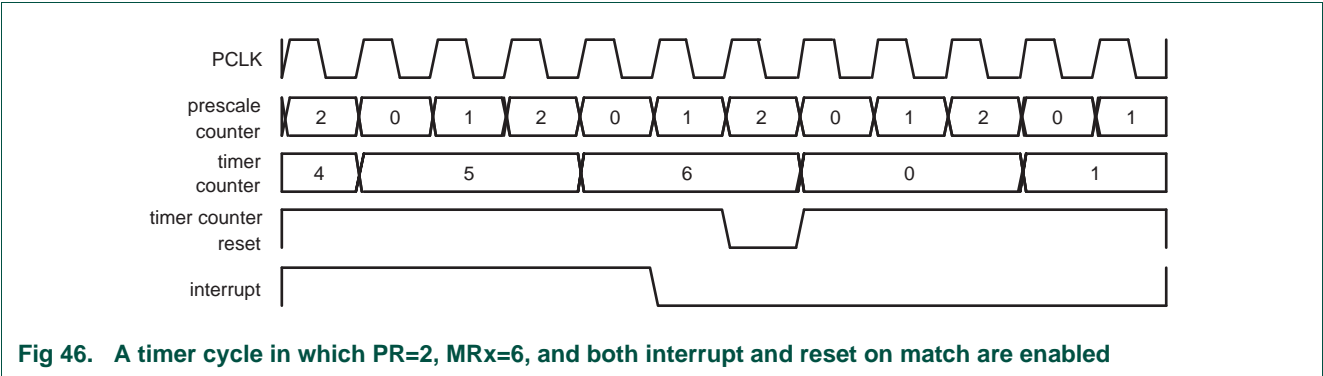 PCLK
prescale
counter
2 0 1 2 0 1 2 0 1 2 0 1
timer
counter
4 5 6 0 1
timer counter
reset
interrupt
Fig 46. A timer cycle in which PR=2, MRx=6, and both interrupt and reset on match are enabled